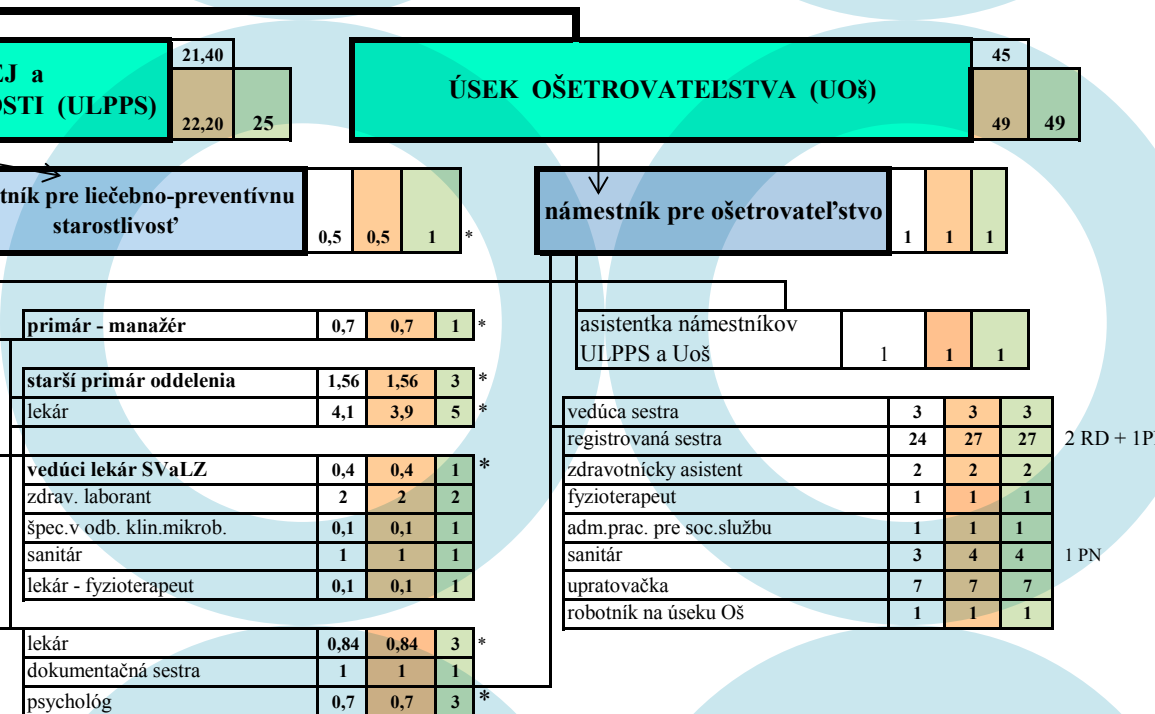 EJ a
OSTI (ULPPS)
21,40
22,20 25
ÚSEK OŠETROVATEĽSTVA (UOš)
45
49 49
tník pre liečebno-preventívnu
starostlivosť
0,5 0,5 1 *
námestník pre ošetrovateľstvo
1 1 1
primár - manažér 0,7 0,7 1 *
starší primár oddelenia 1,56 1,56 3 *
lekár 4,1 3,9 5 *
vedúci lekár SVaLZ 0,4 0,4 1 *
zdrav. laborant 2 2 2
špec.v odb. klin.mikrob. 0,1 0,1 1
sanitár 1 1 1
lekár - fyzioterapeut 0,1 0,1 1
lekár 0,84 0,84 3 *
dokumentačná sestra 1 1 1
psychológ 0,7 0,7 3 *
asistentka námestníkov
ULPPS a Uoš 1 1 1
vedúca sestra 3 3 3
registrovaná sestra 24 27 27 2 RD + 1P
zdravotnícky asistent 2 2 2
fyzioterapeut 1 1 1
adm.prac. pre soc.službu 1 1 1
sanitár 3 4 4 1 PN
upratovačka 7 7 7
robotník na úseku Oš 1 1 1